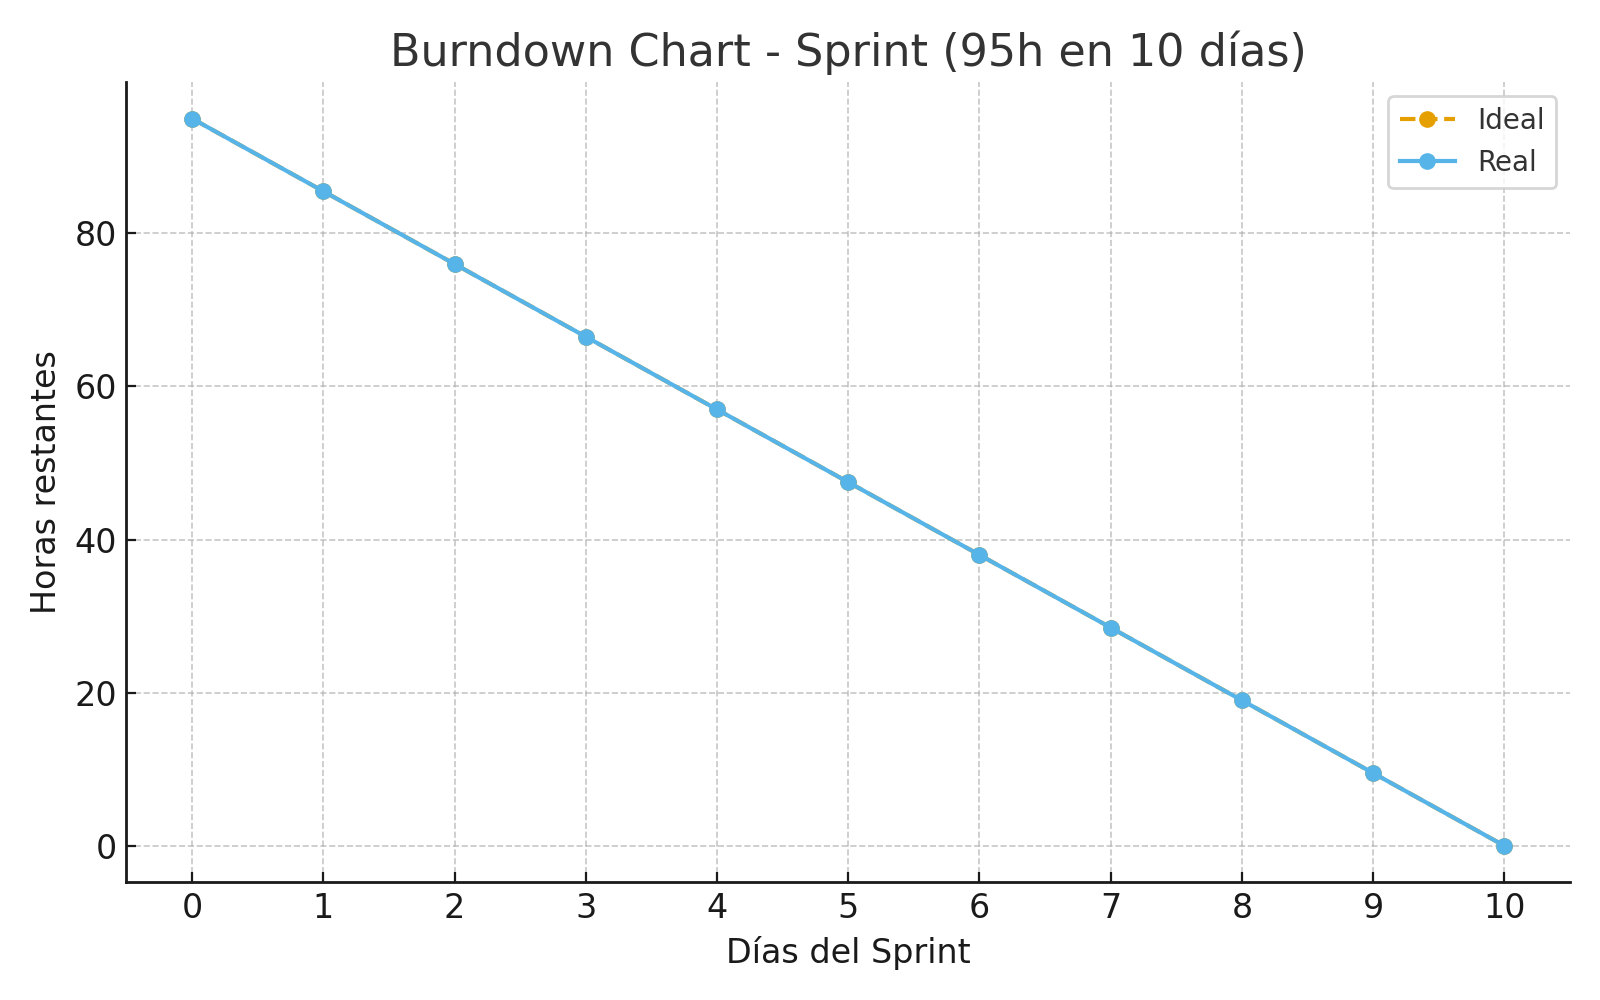 Burndown Chart - Sprint (95h en 10 días)
Ideal
Real
Horas restantes
80
60
40
20
0
0 1 2 3 4 5 6 7 8 9 10
Días del Sprint